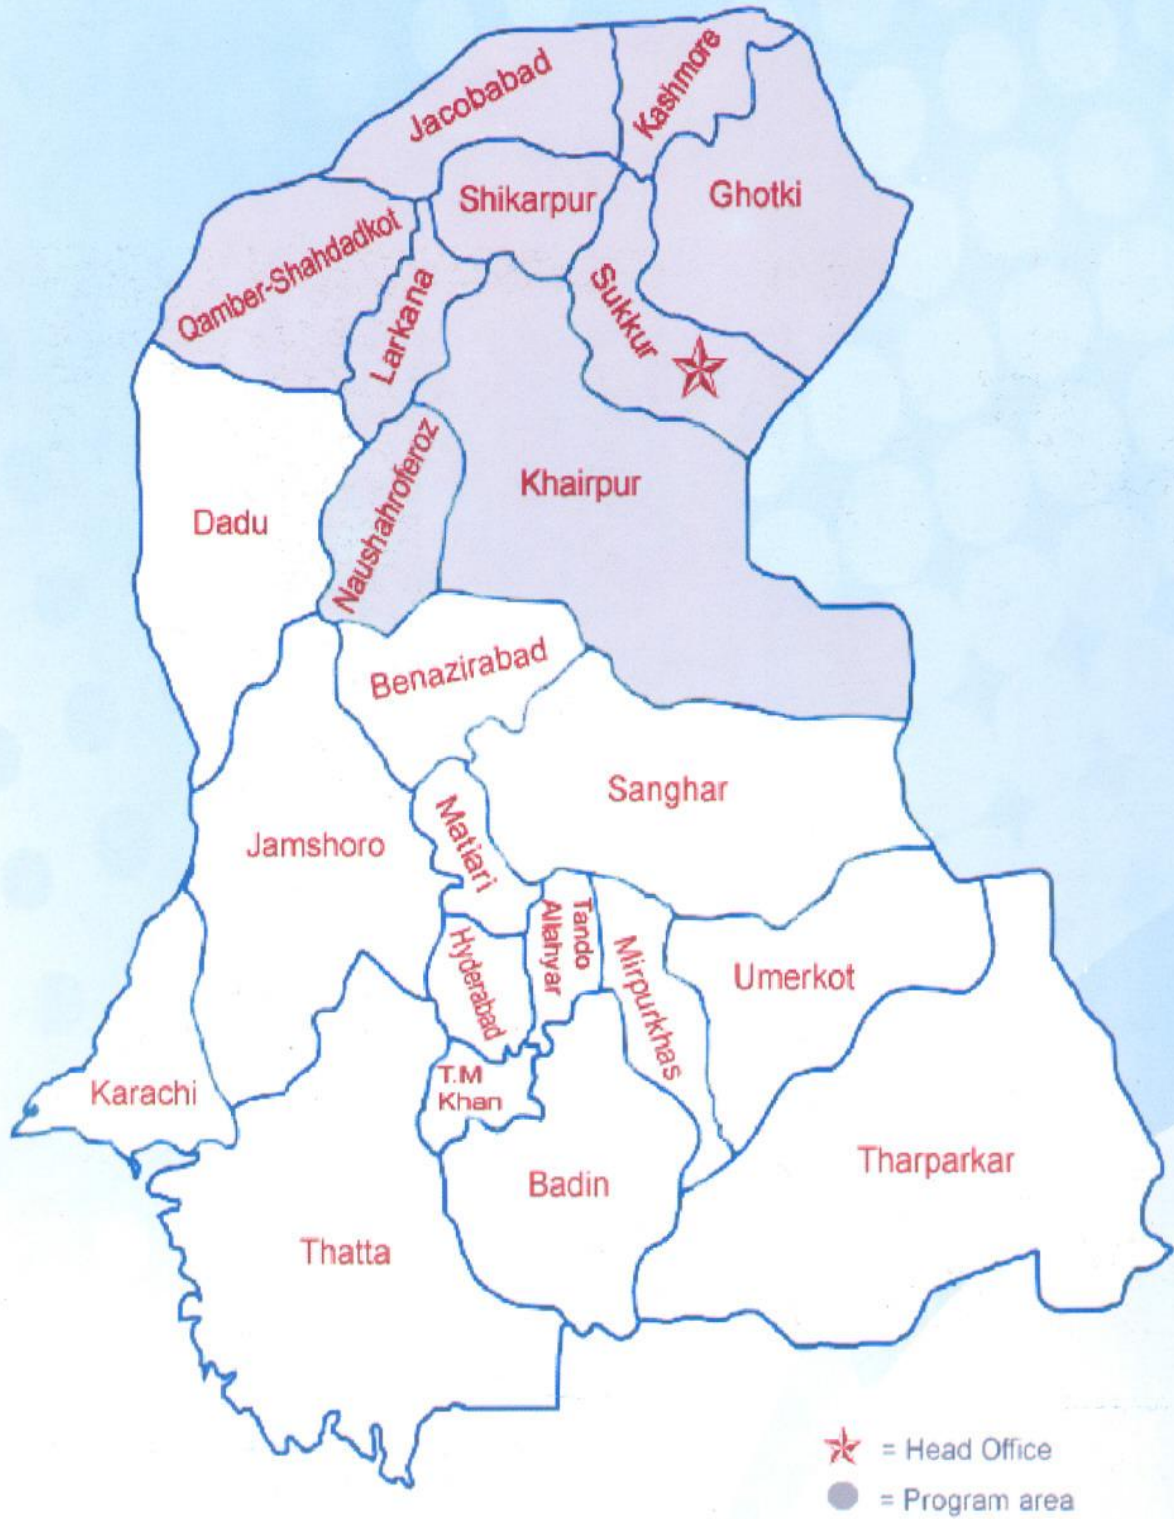 Jacobabad
Kashmore
Shikarpur
Ghotki
Qamber-Shahdadkot
Larkana
Sukkur
Naushahroferoz
Khairpur
Dadu
Benazirabad
Sanghar
Jamshoro
Matiari
Tando
Allahyar
Hyderabad
Mirpurkhas
Umerkot
Karachi
T.M
Khan
Badin
Tharparkar
Thatta
= Head Office
= Program area